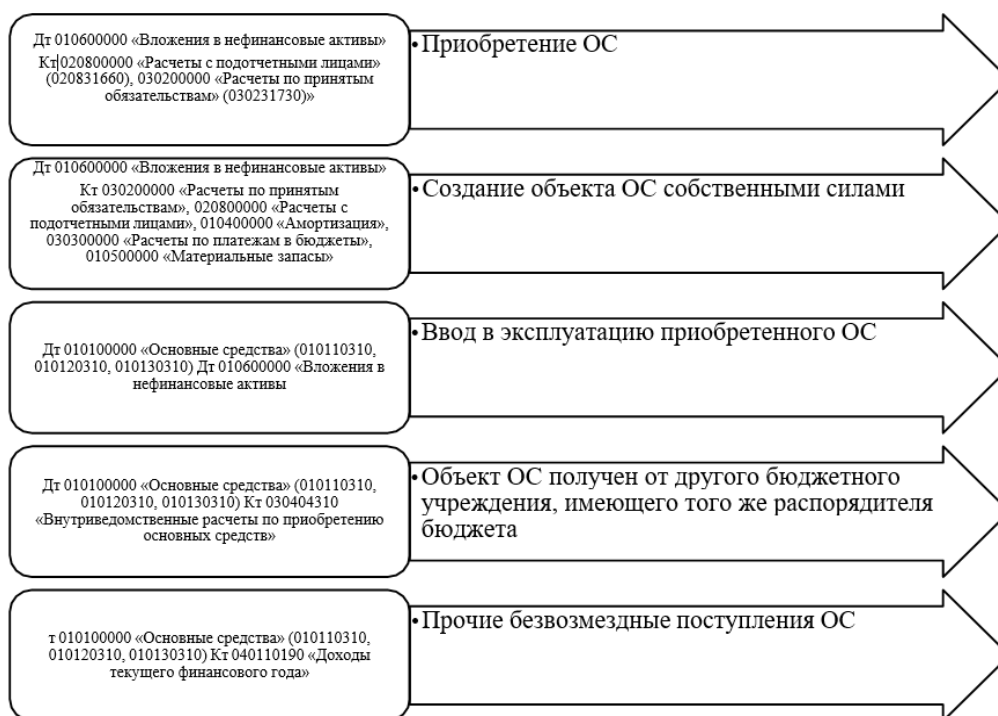 Дт 010600000 «Вложения в нефинансовые активы»
Кт 020800000 «Расчеты с подотчетными лицами»
(020831660), 030200000 «Расчеты по принятым
обязательствам» (030231730)»
•Приобретение ОС
Дт 010600000 «Вложения в нефинансовые активы»
Кт 030200000 «Расчеты по принятым
обязательствам», 020800000 «Расчеты с
подотчетными лицами», 010400000 «Амортизация»,
030300000 «Расчеты по платежам в бюджеты»,
010500000 «Материальные запасы»
•Создание объекта ОС собственными силами
Дт 010100000 «Основные средства» (010110310,
010120310, 010130310) Дт 010600000 «Вложения в
нефинансовые активы
•Ввод в эксплуатацию приобретенного ОС
Дт 010100000 «Основные средства» (010110310,
010120310, 010130310) Кт 030404310
«Внутриведомственные расчеты по приобретению
основных средств»
•Объект ОС получен от другого бюджетного
учреждения, имеющего того же распорядителя
бюджета
т 010100000 «Основные средства» (010110310,
010120310, 010130310) Кт 040110190 «Доходы
текущего финансового года»
•Прочие безвозмездные поступления ОС